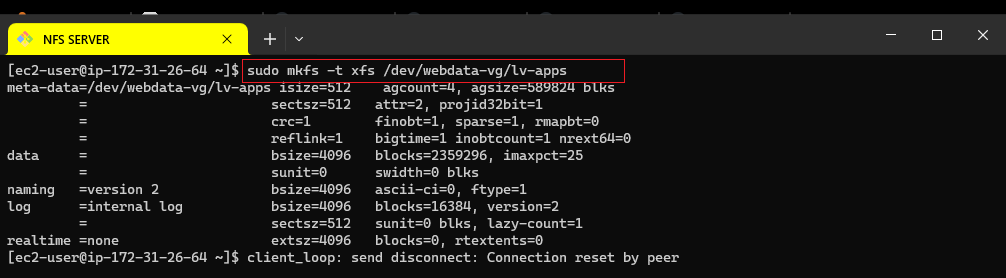 NFS SERVER
[ec2-user@ip-172-31-26-64 ~]$ sudo mkfs -t xfs /dev/webdata-vg/lv-apps
meta-data=/dev/webdata-vg/lv-apps isize=512    agcount=4, agsize=589824 blks
         =                       sectsz=512   attr=2, projid32bit=1
         =                       crc=1        finobt=1, sparse=1, rmapbt=0
         =                       reflink=1    bigtime=1 inobtcount=1 nrext64=0
data     =                       bsize=4096   blocks=2359296, imaxpct=25
         =                       sunit=0      swidth=0 blks
naming   =version 2              bsize=4096   ascii-ci=0, ftype=1
log      =internal log           bsize=4096   blocks=16384, version=2
         =                       sectsz=512   sunit=0 blks, lazy-count=1
realtime =none                   extsz=4096   blocks=0, rtextents=0
[ec2-user@ip-172-31-26-64 ~]$ client_loop: send disconnect: Connection reset by peer